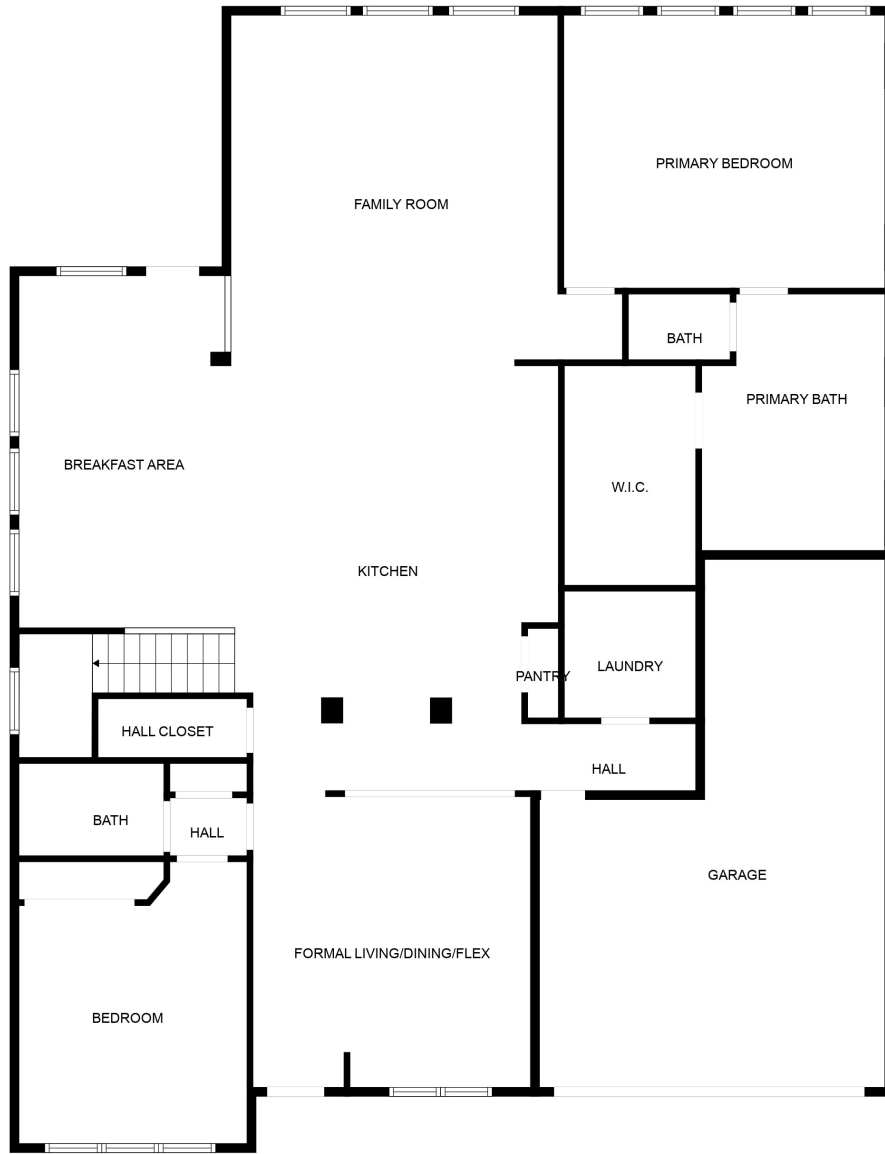 PRIMARY BEDROOM
FAMILY ROOM
BATH
PRIMARY BATH
BREAKFAST AREA
W.I.C.
KITCHEN
LAUNDRY
PANTRY
HALL CLOSET
HALL
BATH
HALL
GARAGE
FORMAL LIVING/DINING/FLEX
BEDROOM